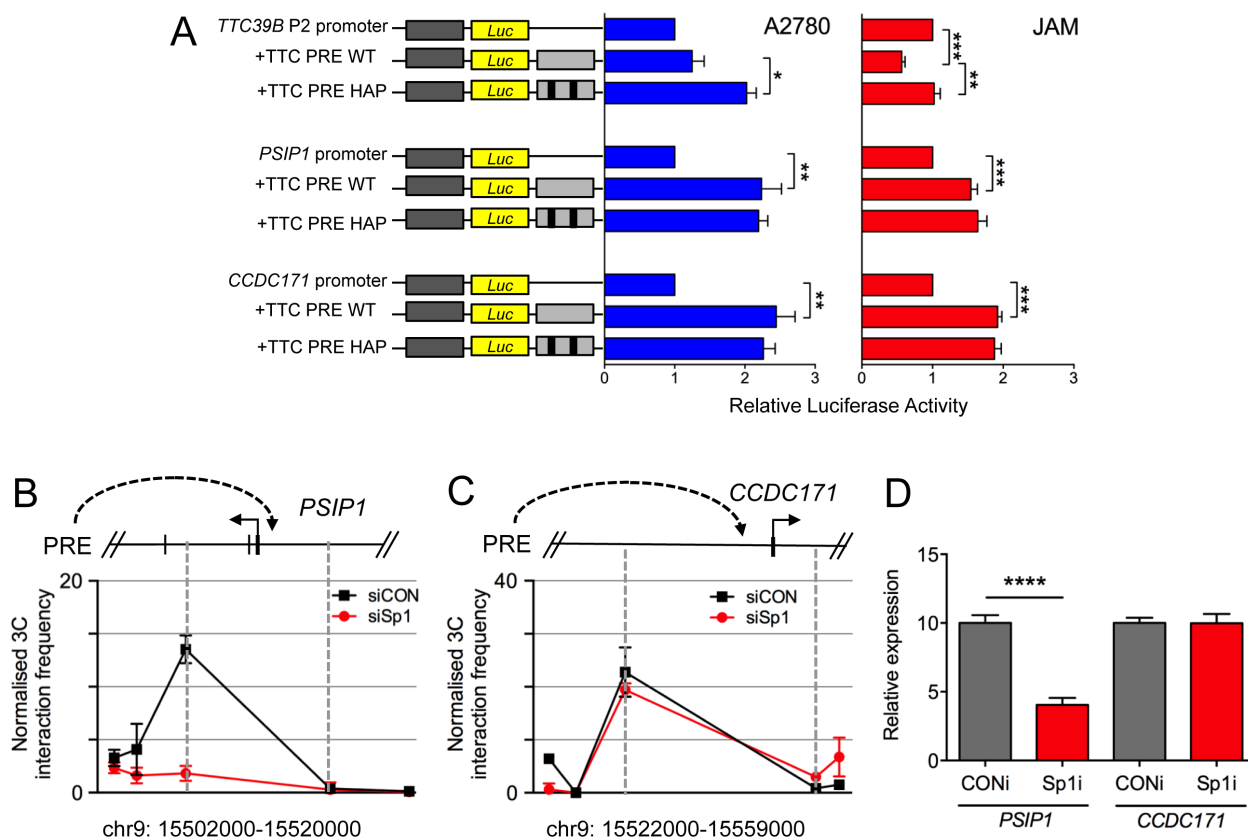 A
A2780
JAM
TTC39B P2 promoter
Luc
***
+TTC PRE WT
Luc
*
**
+TTC PRE HAP
Luc
PSIP1 promoter
Luc
**
***
+TTC PRE WT
Luc
+TTC PRE HAP
Luc
CCDC171 promoter
Luc
**
***
+TTC PRE WT
Luc
+TTC PRE HAP
Luc
0 1 2 3
0 1 2 3
Relative Luciferase Activity
B
PSIP1
PRE
20
0
Normalised 3C
interaction frequency
siCON
siSp1
chr9: 15502000-15520000
C
CCDC171
PRE
40
0
Normalised 3C
interaction frequency
siCON
siSp1
chr9: 15522000-15559000
D
15
10
5
0
Relative expression
****
CONi Sp1i CONi Sp1i
PSIP1 CCDC171